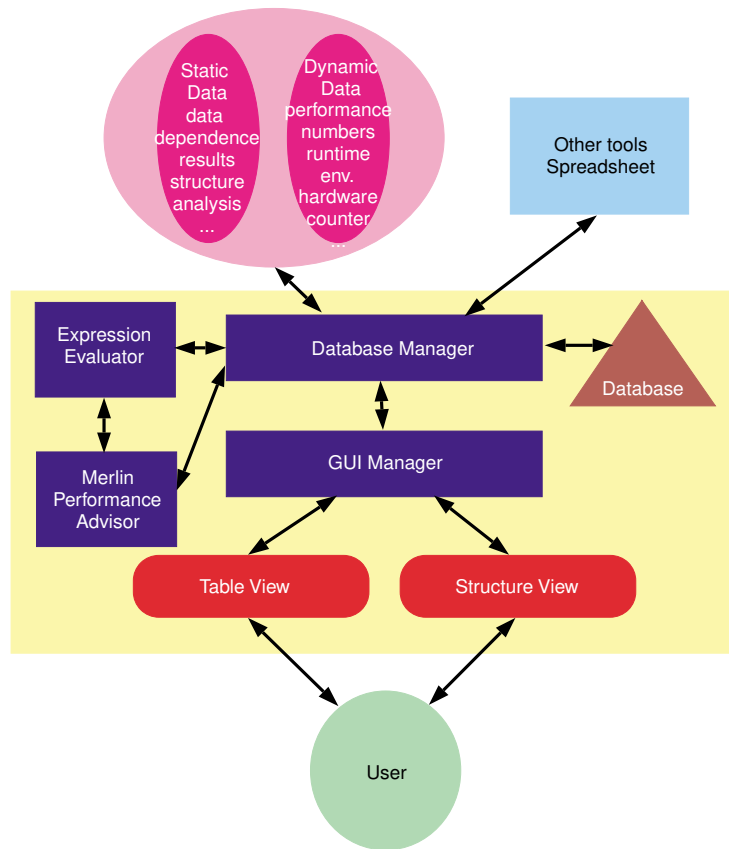 Static
Data
data
dependence
results
structure
analysis
...
Dynamic
Data
performance
numbers
runtime
env.
hardware
counter
...
Other tools
Spreadsheet
Expression
Evaluator
Database Manager
Database
Merlin
Performance
Advisor
GUI Manager
Table View
Structure View
User